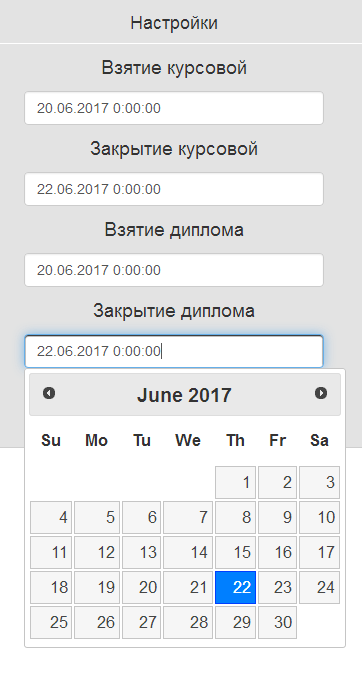 Настройки
Взятие курсовой
20.06.2017 0:00:00
Закрытие курсовой
22.06.2017 0:00:00
Взятие диплома
20.06.2017 0:00:00
Закрытие диплома
22.06.2017 0:00:00
June 2017
Su Mo Tu We Th Fr Sa
1 2 3
4 5 6 7 8 9 10
11 12 13 14 15 16 17
18 19 20 21 22 23 24
25 26 27 28 29 30